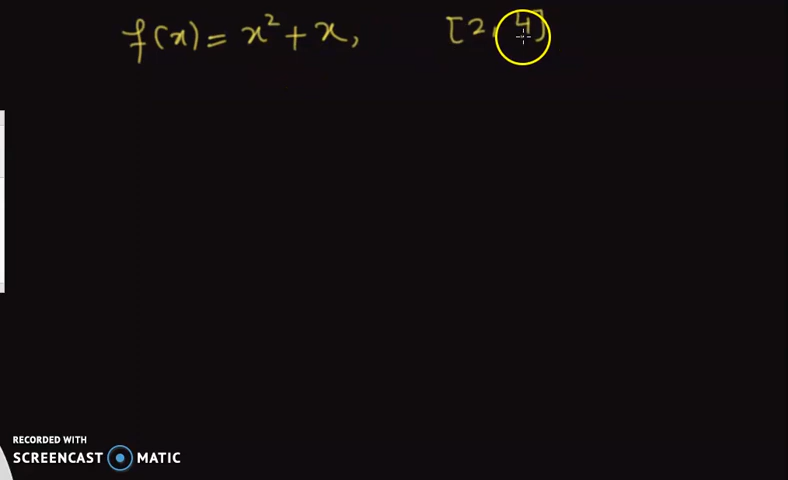 f(x) = x² + x, [2, 4]
RECORDED WITH
SCREENCAST MATIC